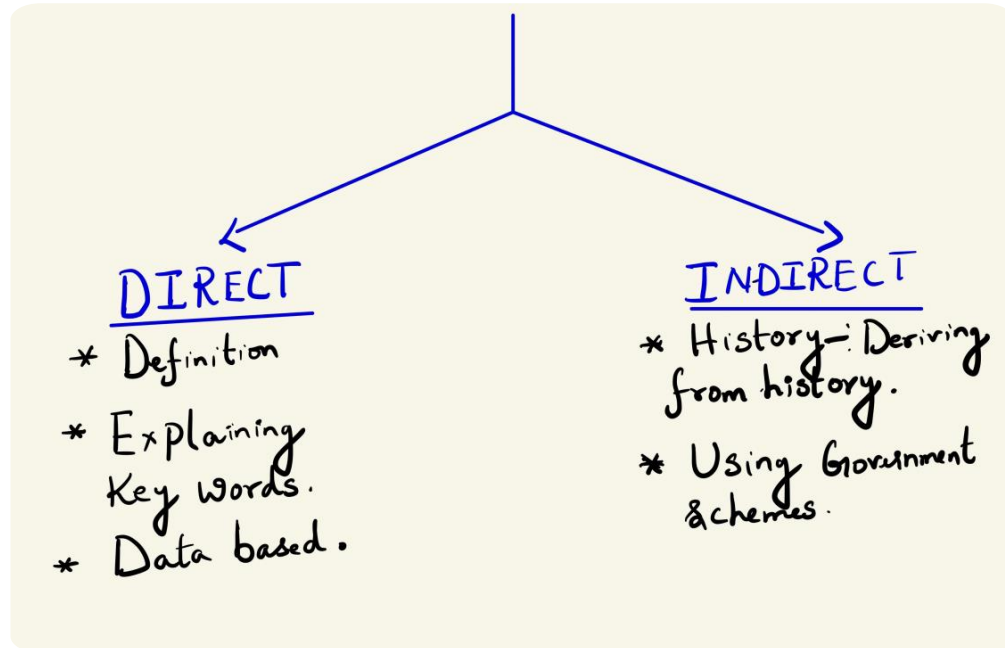 DIRECT
* Definition
* Explaining
Key words.
* Data based.
INDIRECT
* History-: Deriving
from history.
* Using Government
schemes.